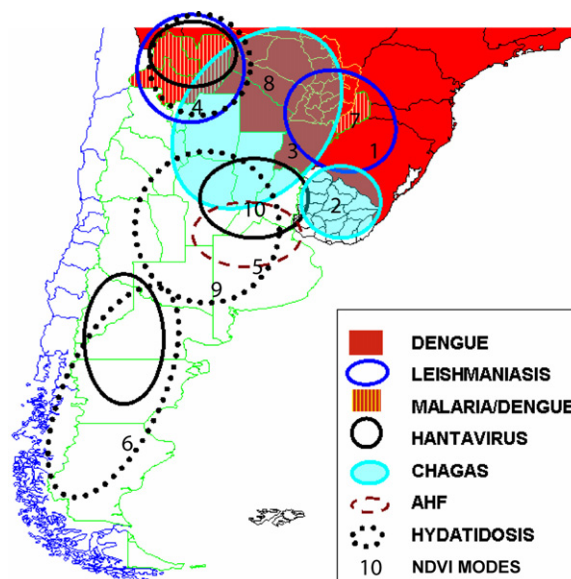 8
4
7
3
1
2
10
5
9
6
DENGUE
LEISHMANIASIS
MALARIA/DENGUE
HANTAVIRUS
CHAGAS
AHF
HYDATIDOSIS
10 NDVI MODES